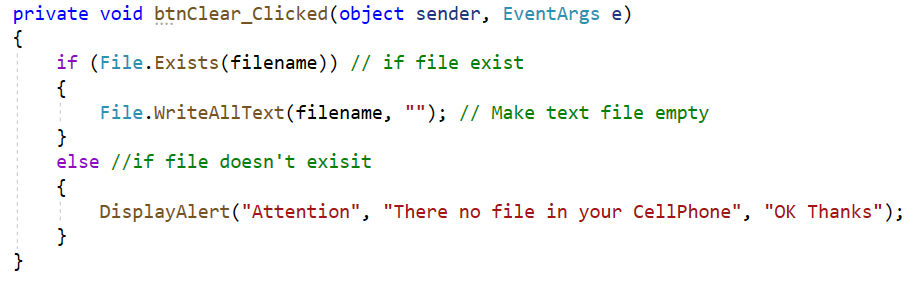 private void btnClear_Clicked(object sender, EventArgs e)
{
if (File.Exists(filename)) // if file exist
{
File.WriteAllText(filename, ""); // Make text file empty
}
else //if file doesn't exisit
{
DisplayAlert("Attention", "There no file in your CellPhone", "OK Thanks");
}
}